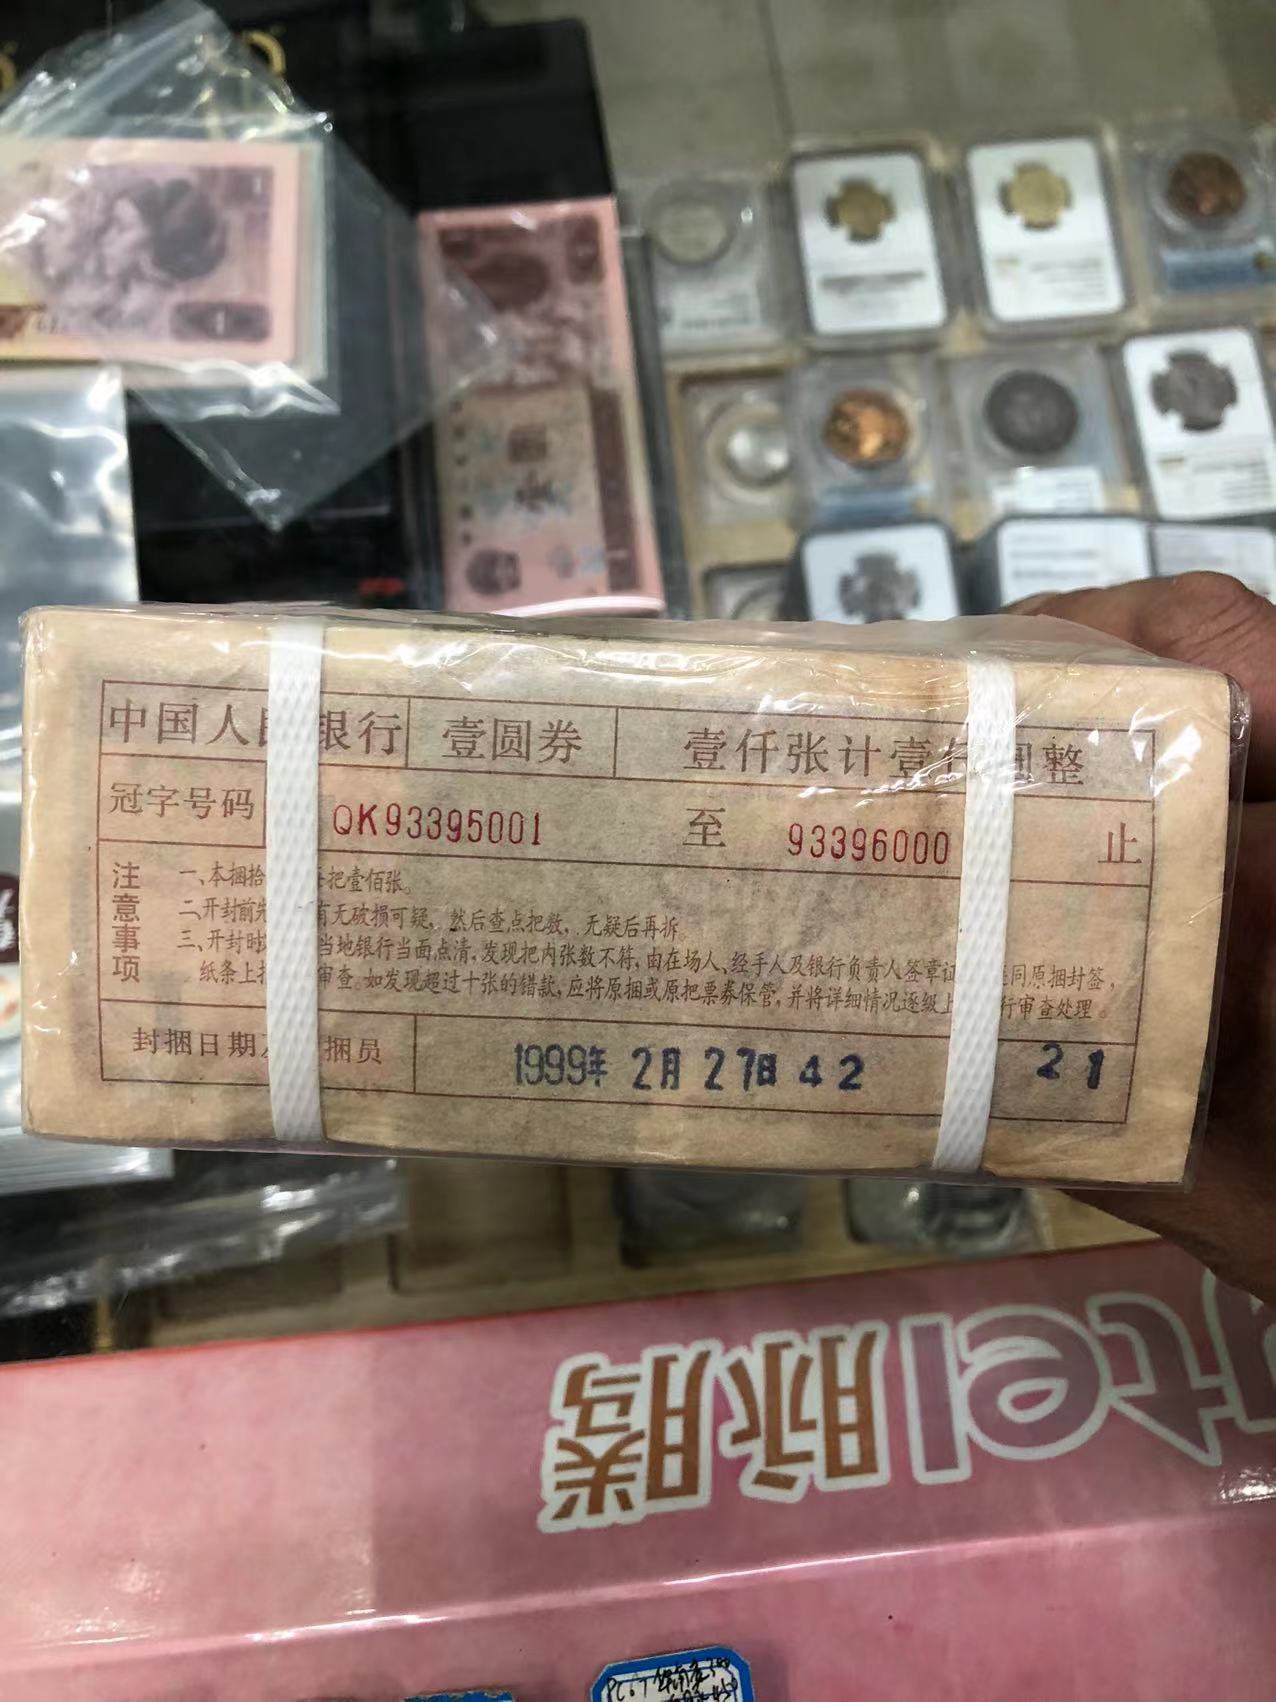 中国人民银行 壹圆券 壹仟张计壹仟圆整
冠字号码 QK93395001 至 93396000 止
注意事项
一、本捆拾 把壹佰张。
二、开封前先 有无破损可疑，然后查点把数，无疑后再拆。
三、开封时 当地银行当面点清，发现把内张数不符，由在场人、经手人及银行负责人签章证 连同原捆封签，
纸条上 审查。如发现超过十张的错款，应将原捆或原把票券保管，并将详细情况逐级上 行审查处理。
封捆日期 捆员 1999年 2月 27日 42 21